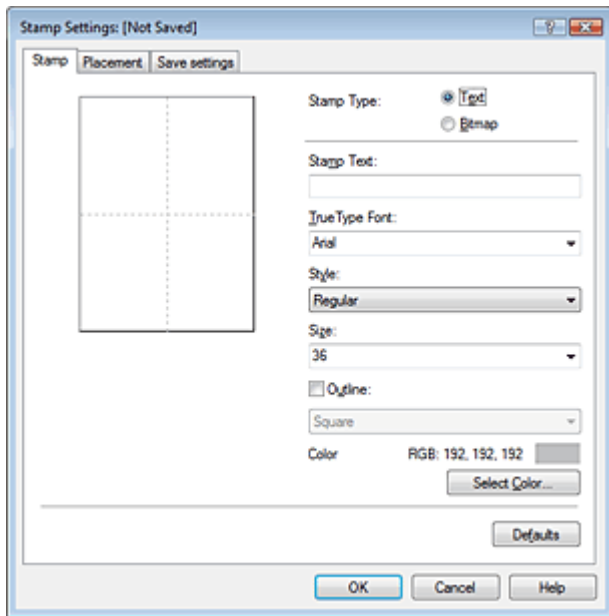 Stamp Settings: [Not Saved]
Stamp Placement Save settings
Stamp Type: Text
Bitmap
Stamp Text:
TrueType Font:
Arial
Style:
Regular
Size:
36
Outline:
Square
Color RGB: 192, 192, 192
Select Color...
Defaults
OK Cancel Help